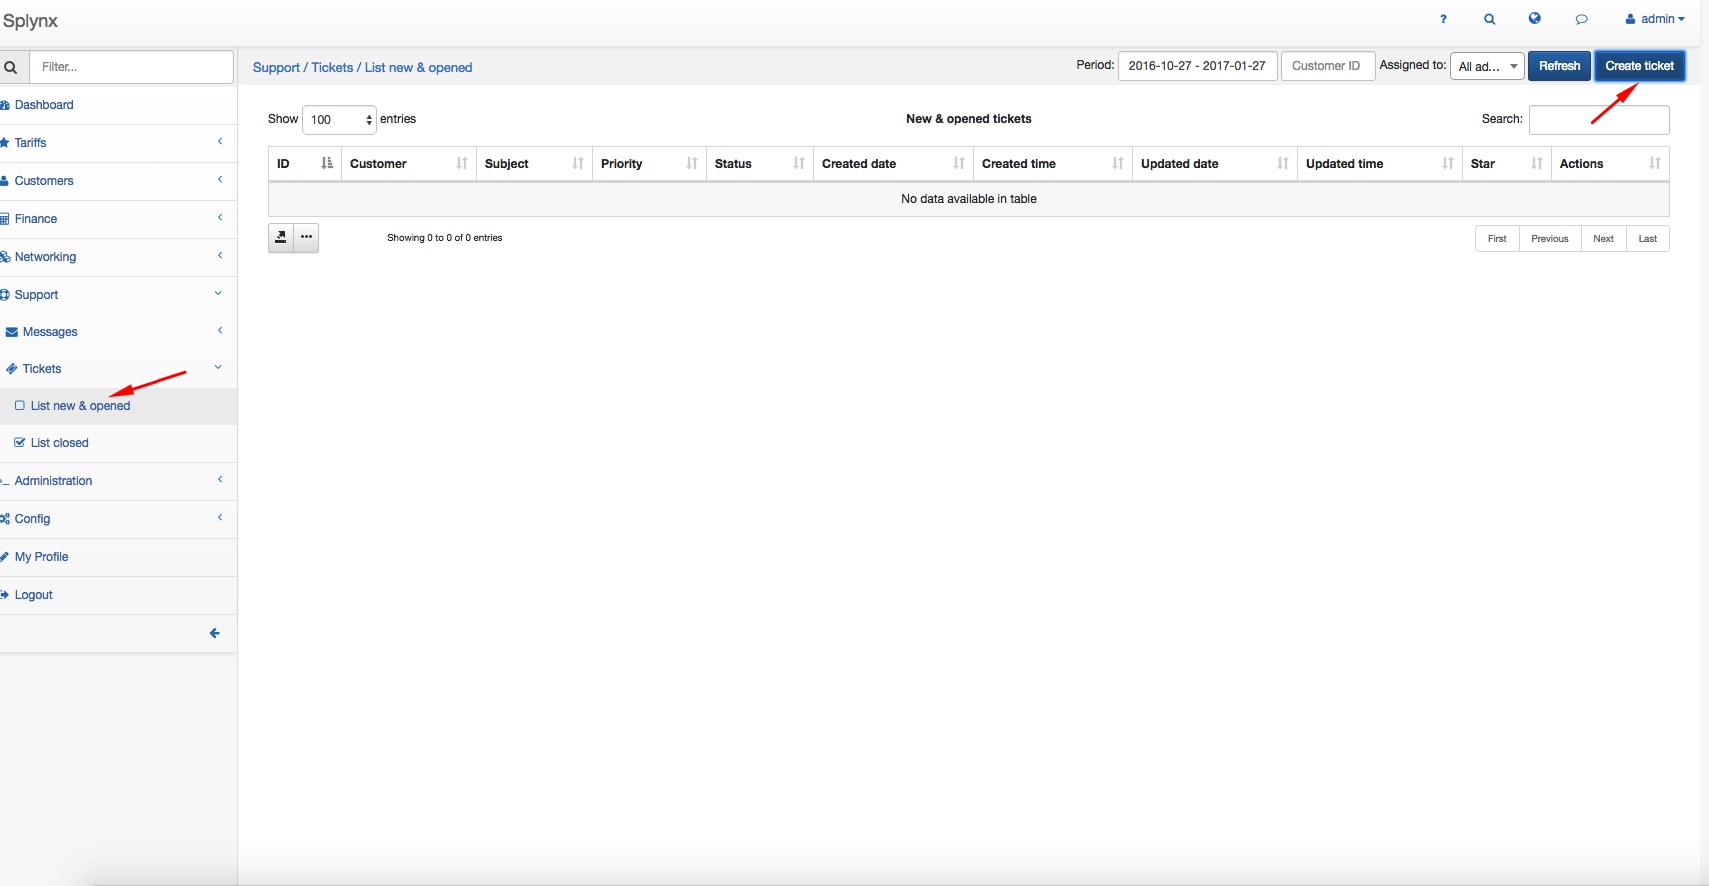 Splynx
? admin
Filter...
Support / Tickets / List new & opened
Period: 2016-10-27 - 2017-01-27 Customer ID Assigned to: All ad... Refresh Create ticket
Dashboard
Tariffs
Customers
Finance
Networking
Support
Messages
Tickets
List new & opened
List closed
Administration
Config
My Profile
Logout
Show 100 entries
New & opened tickets
Search:
ID Customer Subject Priority Status Created date Created time Updated date Updated time Star Actions
No data available in table
Showing 0 to 0 of 0 entries
First Previous Next Last